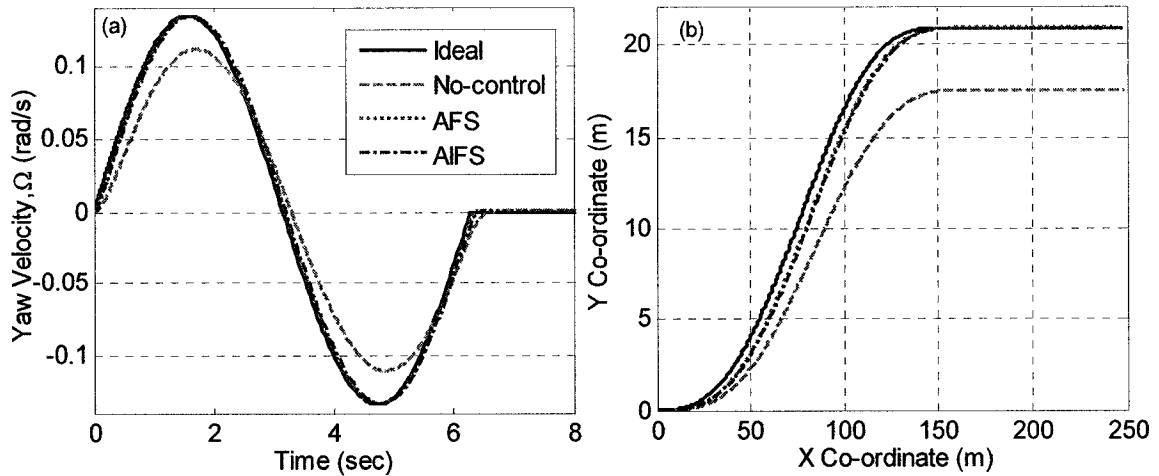 (a)
Ideal
No-control
AFS
AIFS
0.1
0.05
0
-0.05
-0.1
Yaw Velocity, Ω (rad/s)
0 2 4 6 8
Time (sec)
(b)
20
15
10
5
0
Y Co-ordinate (m)
0 50 100 150 200 250
X Co-ordinate (m)